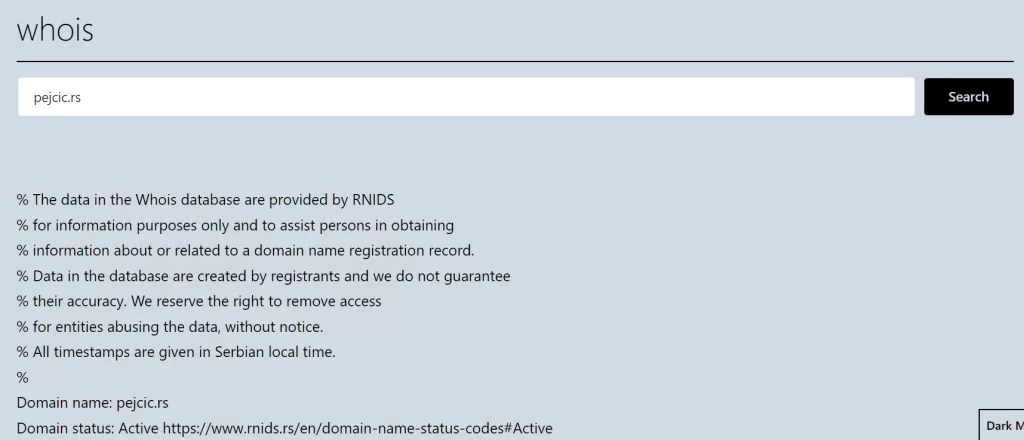 whois
pejcic.rs
Search
% The data in the Whois database are provided by RNIDS
% for information purposes only and to assist persons in obtaining
% information about or related to a domain name registration record.
% Data in the database are created by registrants and we do not guarantee
% their accuracy. We reserve the right to remove access
% for entities abusing the data, without notice.
% All timestamps are given in Serbian local time.
%
Domain name: pejcic.rs
Domain status: Active https://www.rnids.rs/en/domain-name-status-codes#Active
Dark M